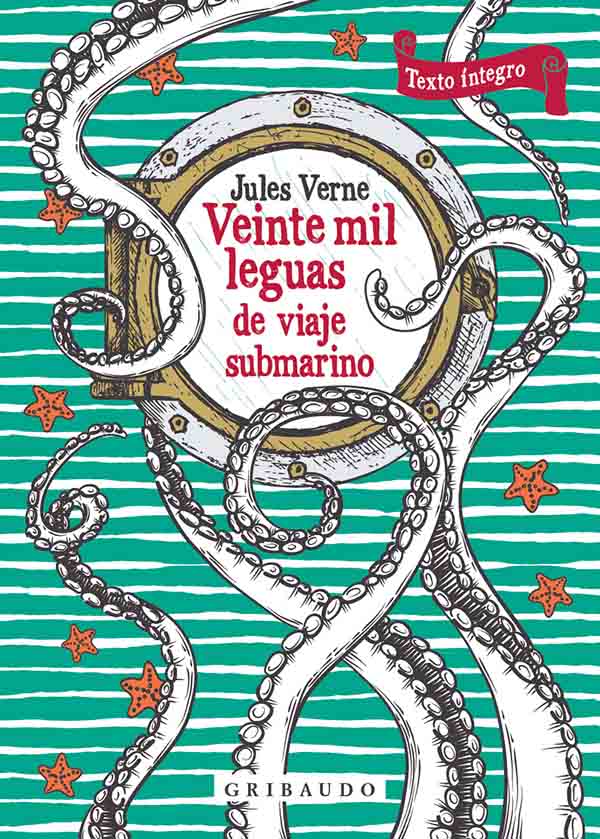 Texto íntegro
Jules Verne
Veinte mil
leguas
de viaje
submarino
GRIBAUDO